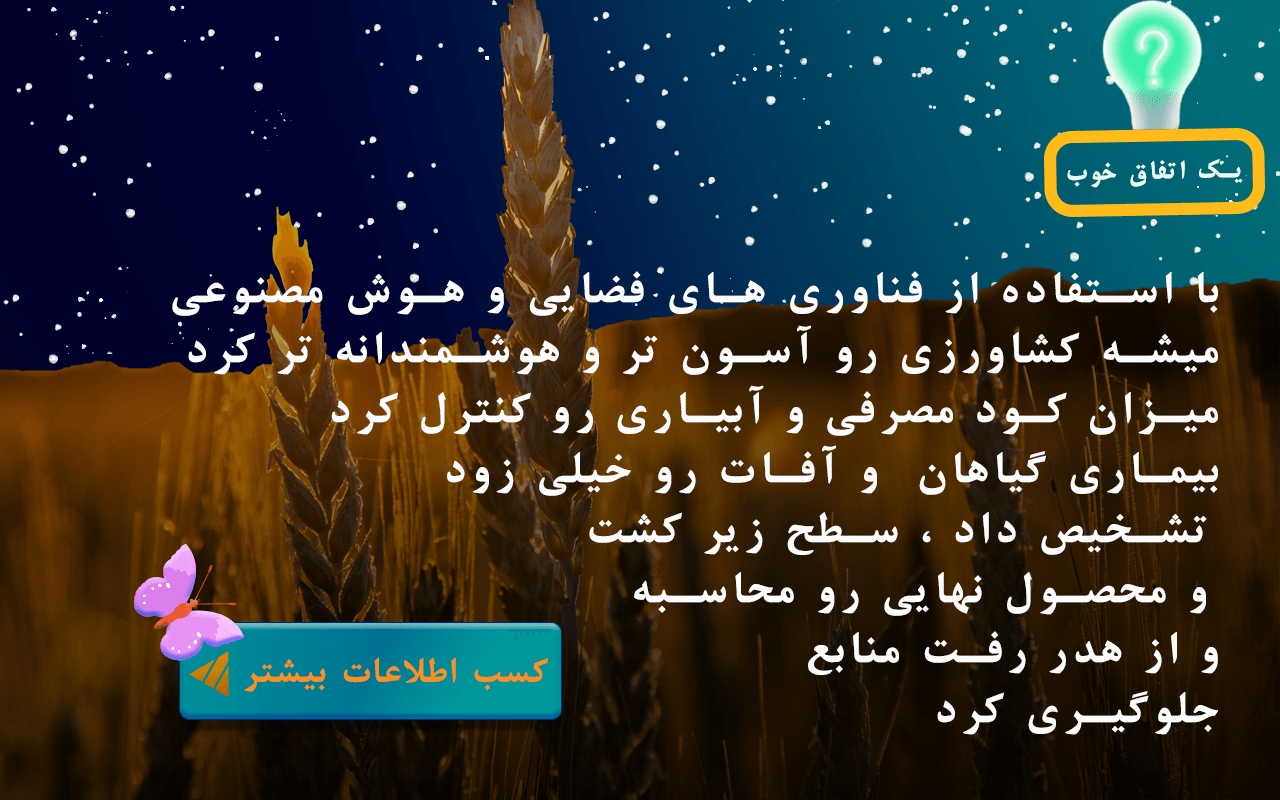 ?
یک اتفاق خوب
با استفاده از فناوری های فضایی و هوش مصنوعی
میشه کشاورزی رو آسون تر و هوشمندانه تر کرد
میزان کود مصرفی و آبیاری رو کنترل کرد
بیماری گیاهان و آفات رو خیلی زود
تشخیص داد ، سطح زیر کشت
و محصول نهایی رو محاسبه
و از هدر رفت منابع
جلوگیری کرد
کسب اطلاعات بیشتر